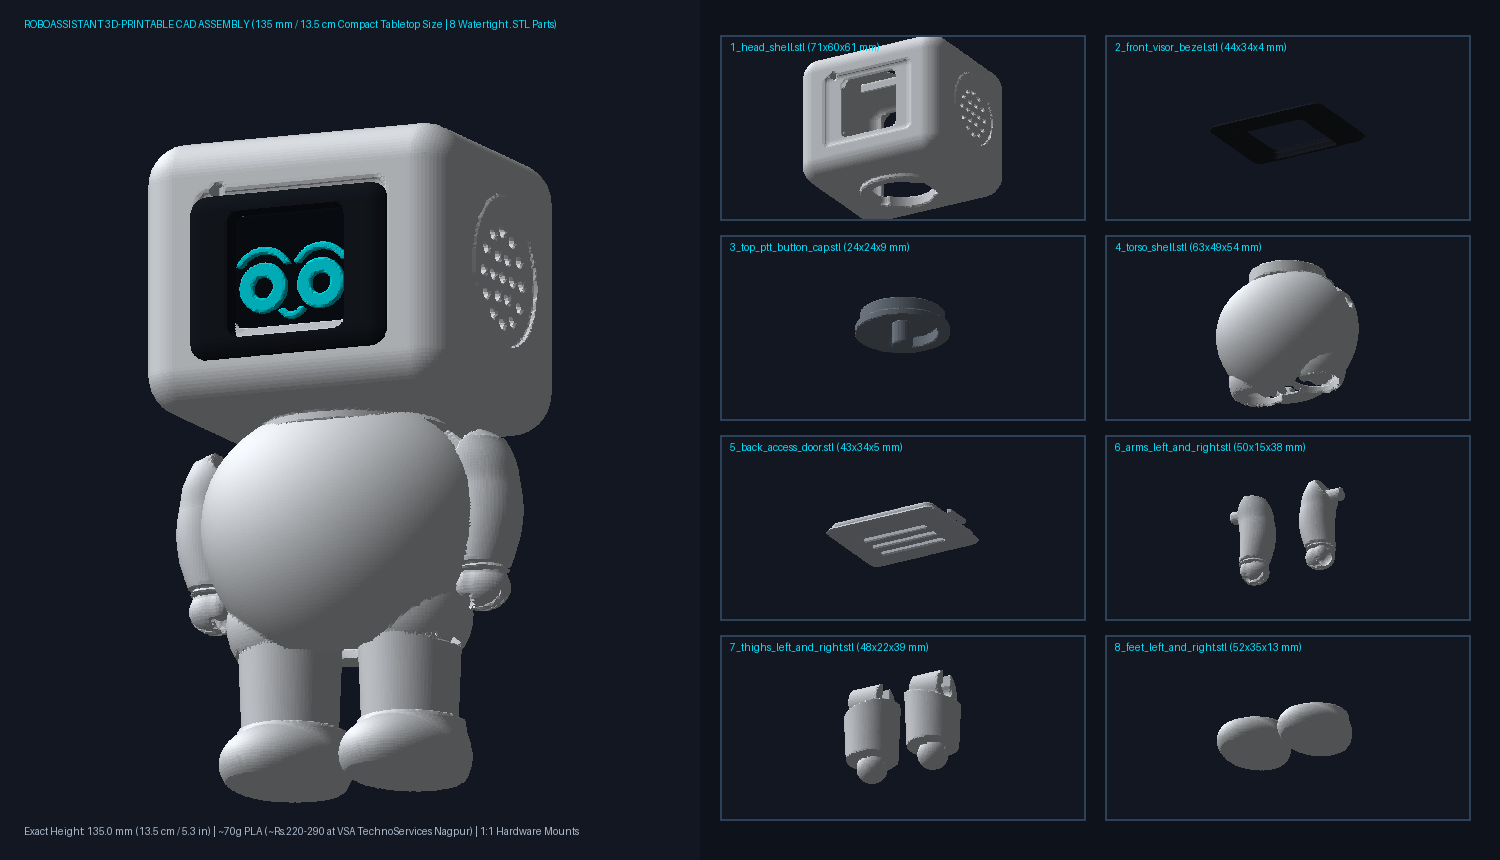 ROBOASSISTANT 3D-PRINTABLE CAD ASSEMBLY (135 mm / 13.5 cm Compact Tabletop Size | 8 Watertight .STL Parts)
1_head_shell.stl (71x60x61 mm)
2_front_visor_bezel.stl (44x34x4 mm)
3_top_ptt_button_cap.stl (24x24x9 mm)
4_torso_shell.stl (63x49x54 mm)
5_back_access_door.stl (43x34x5 mm)
6_arms_left_and_right.stl (50x15x38 mm)
7_thighs_left_and_right.stl (48x22x39 mm)
8_feet_left_and_right.stl (52x35x13 mm)
Exact Height: 135.0 mm (13.5 cm / 5.3 in) | ~70g PLA (~Rs.220-290 at VSA TechnoServices Nagpur) | 1:1 Hardware Mounts